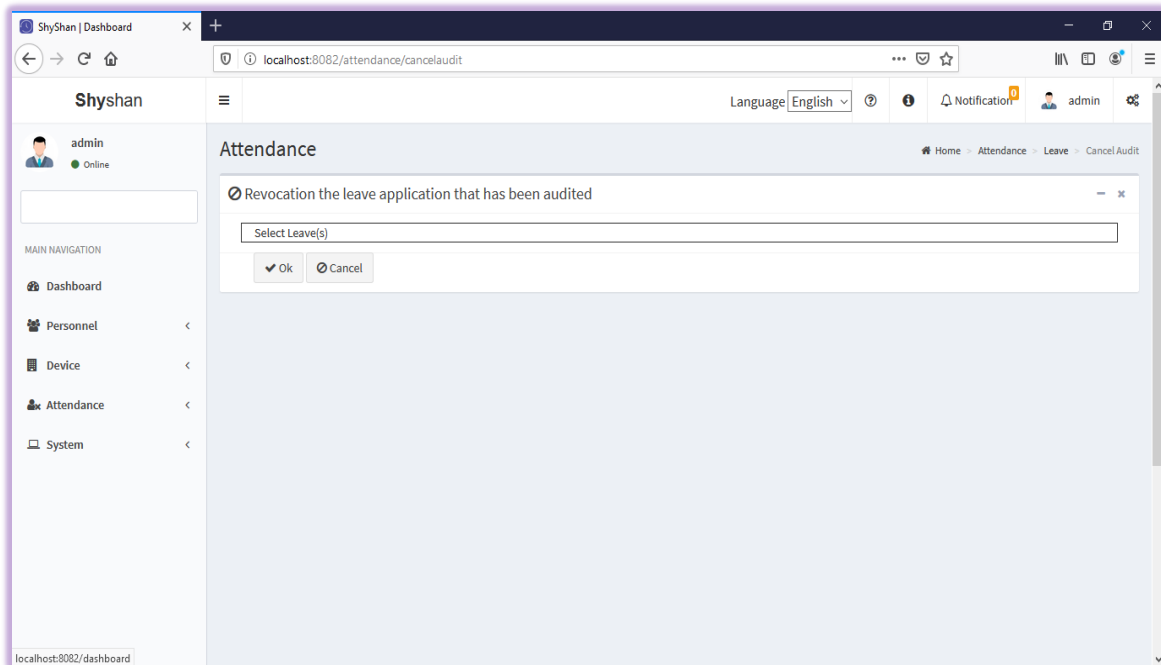 ShyShan | Dashboard
localhost:8082/attendance/cancelaudit
Shyshan
Language English
0
Notification
admin
admin
Online
Attendance
Home > Attendance > Leave > Cancel Audit
Revocation the leave application that has been audited
Select Leave(s)
Ok
Cancel
MAIN NAVIGATION
Dashboard
Personnel
Device
Attendance
System
localhost:8082/dashboard